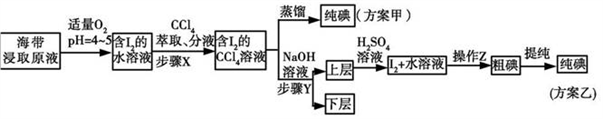 海带
浸取原液
适量O₂
pH=4~5
含I₂的
水溶液
CCl₄
萃取、分液
步骤X
含I₂的
CCl₄溶液
蒸馏
纯碘
(方案甲)
NaOH
溶液
步骤Y
上层
下层
H₂SO₄
溶液
I₂+水溶液
操作Z
粗碘
提纯
纯碘
(方案乙)